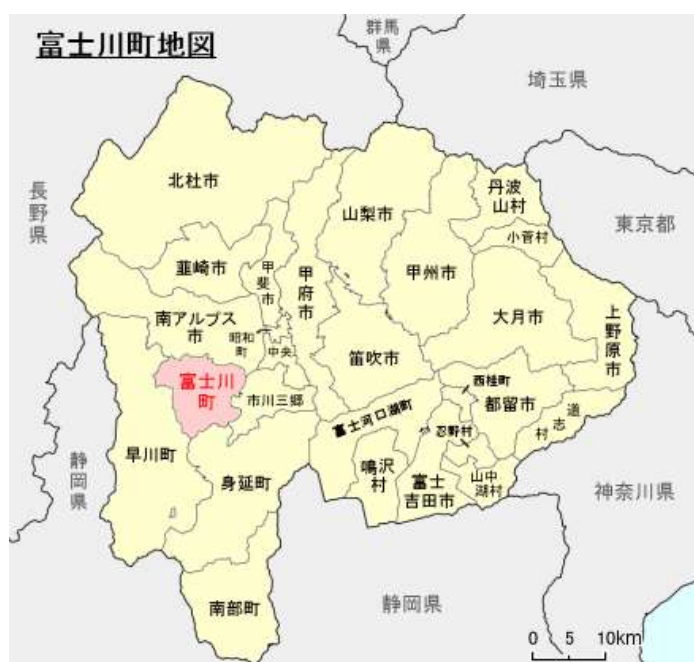 富士川町地図
群馬
県
埼玉県
長野県
北杜市
丹波
山村
山梨市
小菅村
東京都
韮崎市
甲斐市
甲府市
甲州市
南アルプス
市
昭和
町
中央
大月市
上野原市
笛吹市
富士川
町
市川三郷
西桂町
都留市
富士河口湖町
忍野村
道志村
早川町
身延町
鳴沢
村
富士
吉田市
山中
湖村
静岡県
神奈川県
南部町
静岡県
0 5 10km